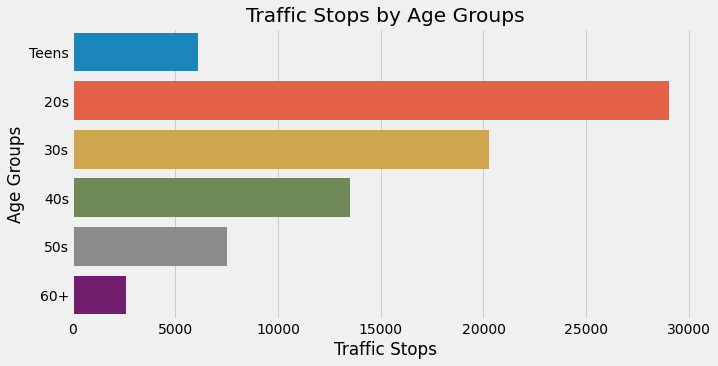 Traffic Stops by Age Groups
Age Groups
Teens
20s
30s
40s
50s
60+
0 5000 10000 15000 20000 25000 30000
Traffic Stops